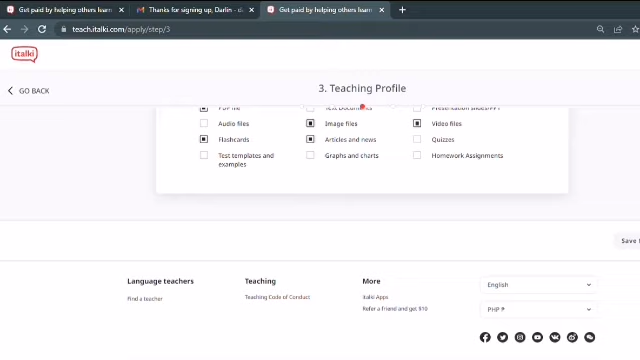 Get paid by helping others learn
Thanks for signing up, Darlin - d
Get paid by helping others learn
teach.italki.com/apply/step/3
italki
GO BACK
3. Teaching Profile
PDF file
Text Documents
Presentation Slides/PPT
Audio files
Image files
Video files
Flashcards
Articles and news
Quizzes
Test templates and
examples
Graphs and charts
Homework Assignments
Save
Language teachers
Teaching
More
English
Find a teacher
Teaching Code of Conduct
italki Apps
Refer a friend and get $10
PHP ₱